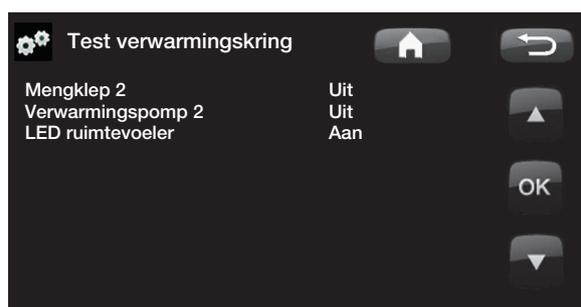 Test verwarmingskring
Mengklep 2 Uit
Verwarmingspomp 2 Uit
LED ruimtevoeler Aan
OK